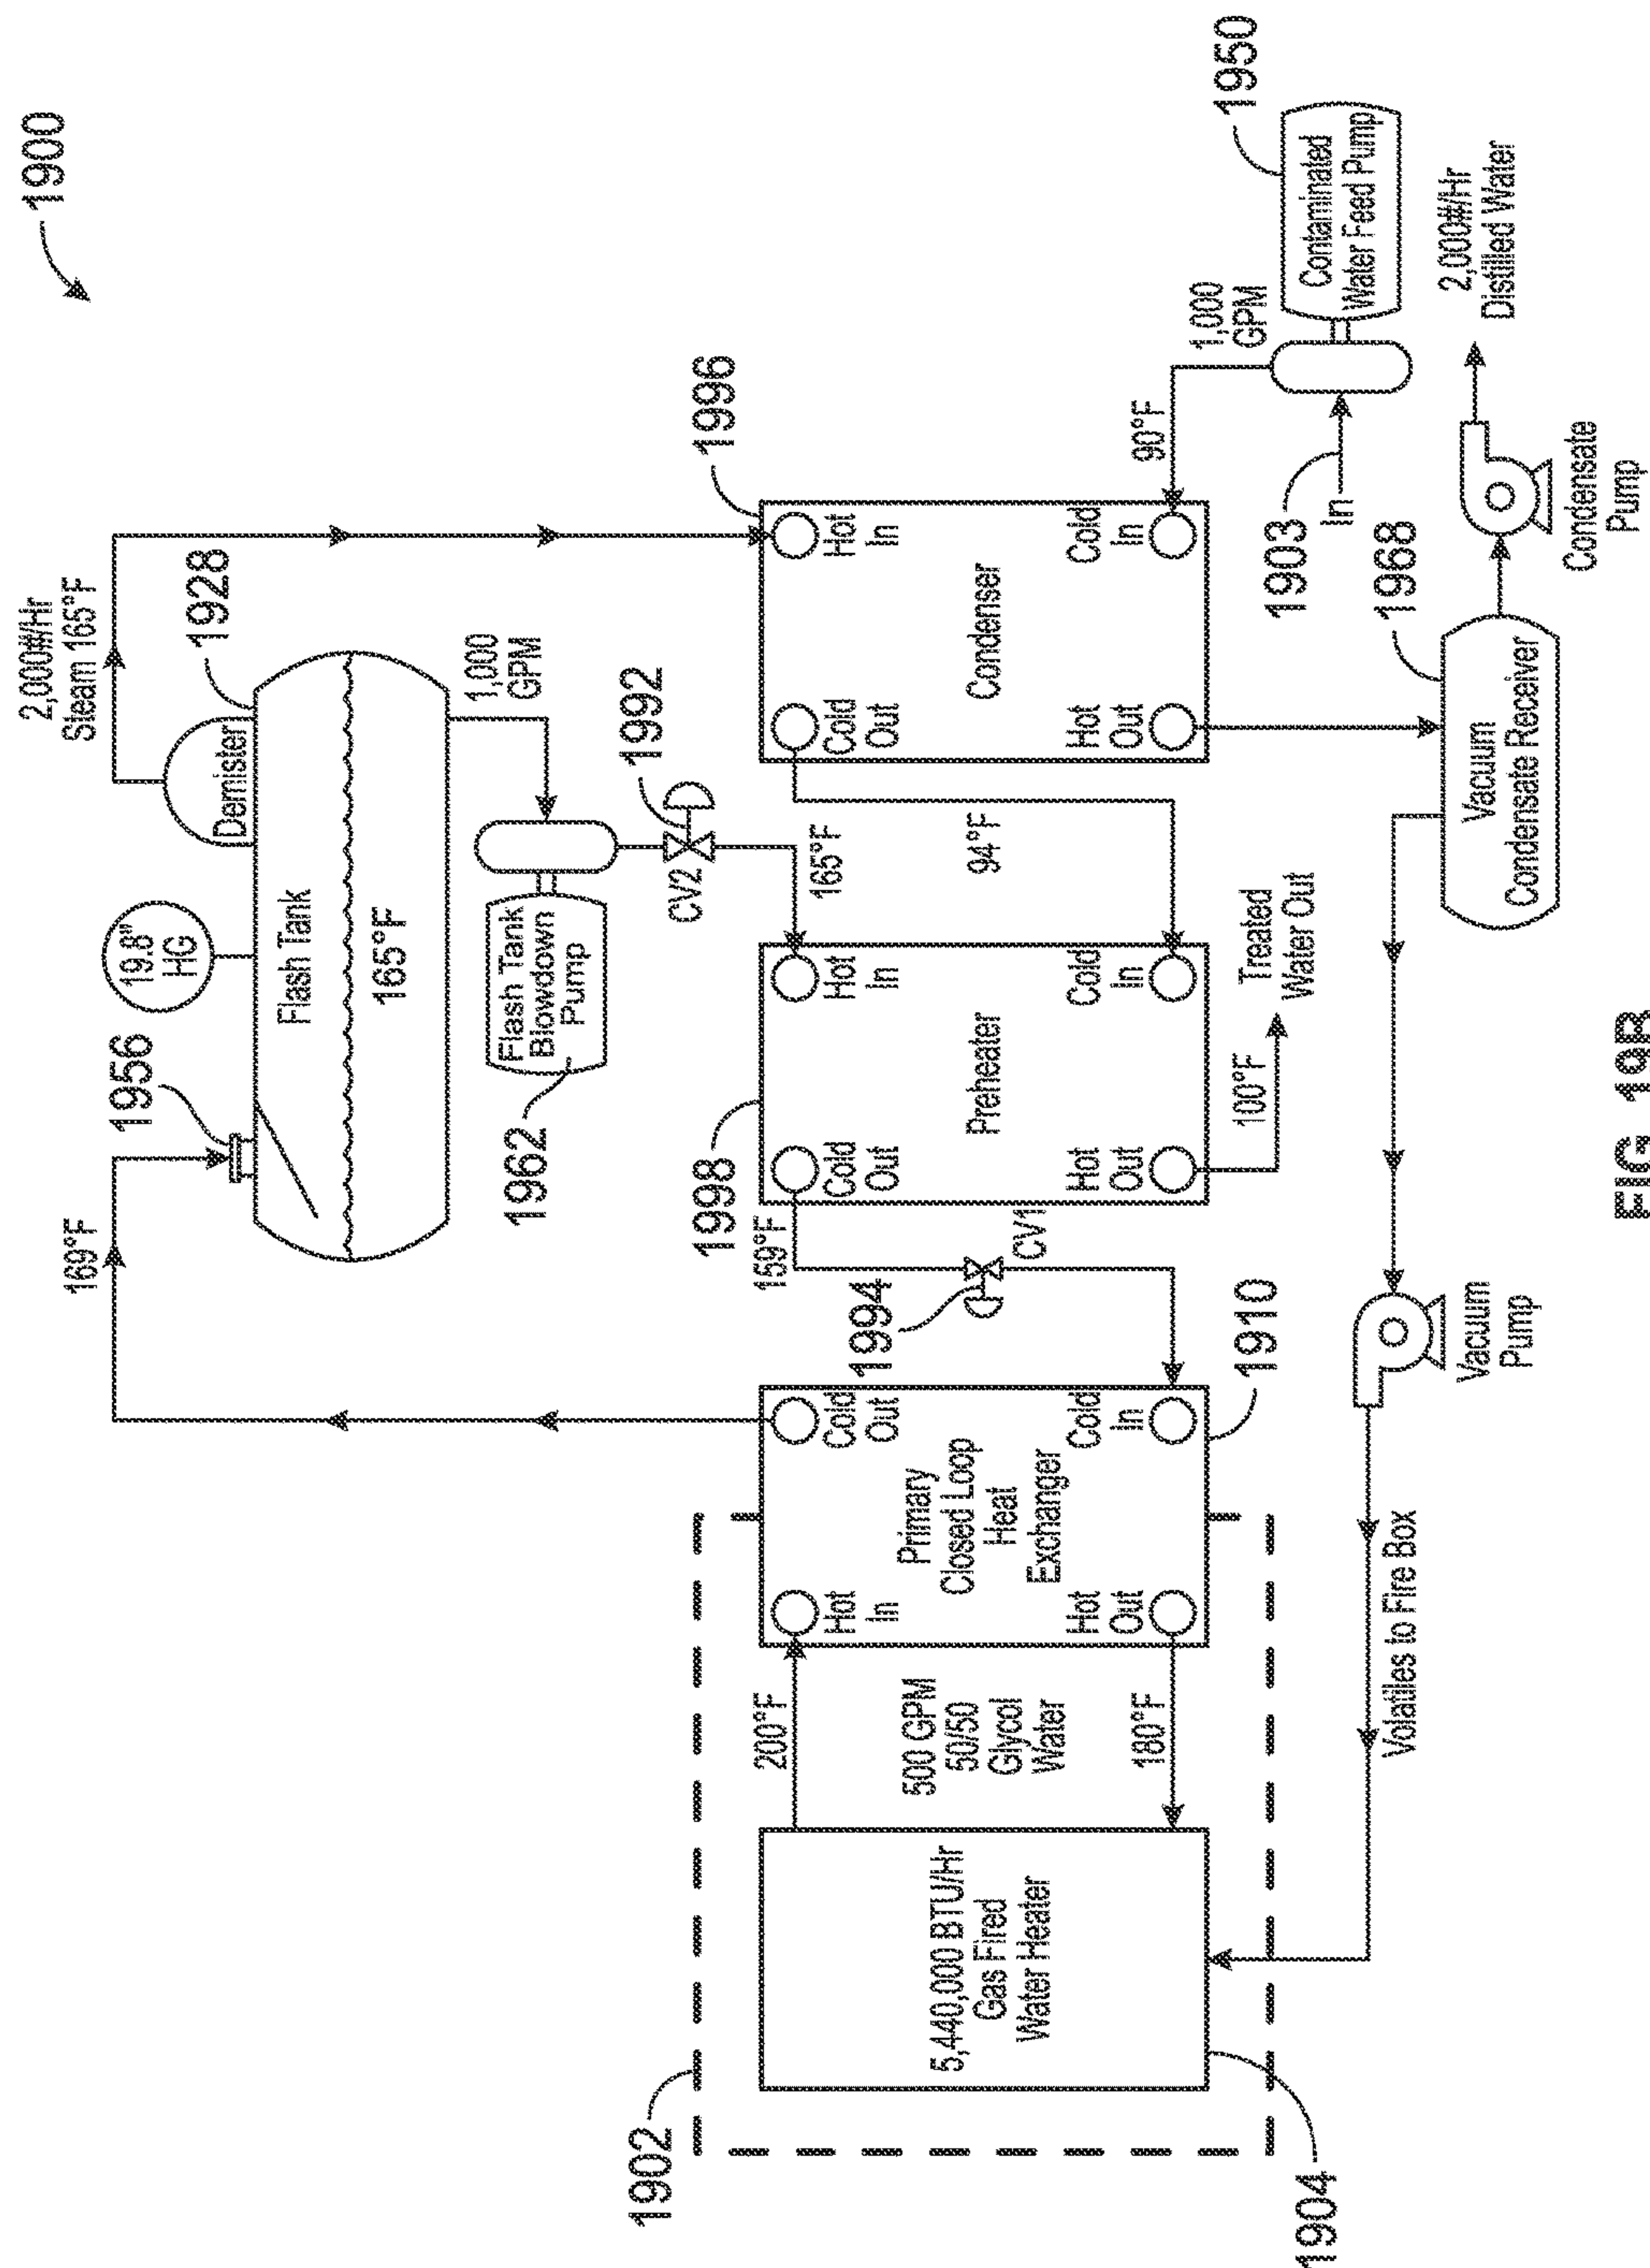 1900
2,000#/Hr
Steam 165°F
169°F
1956
19.8"
HG
Demister
1928
Flash Tank
165°F
1,000
GPM
Flash Tank
Blowdown
Pump
1962
CV2
1992
1902
5,440,000 BTU/Hr
Gas Fired
Water Heater
1904
200°F
500 GPM
50/50
Glycol
Water
180°F
Hot
In
Cold
Out
Primary
Closed Loop
Heat
Exchanger
Hot
Out
Cold
In
1910
159°F
1994
CV1
1998
Cold
Out
Hot
In
Preheater
Hot
Out
Cold
In
165°F
94°F
100°F
Treated
Water Out
1996
Cold
Out
Hot
In
Condenser
Hot
Out
Cold
In
90°F
1,000
GPM
1950
Contaminated
Water Feed Pump
1903
In
1968
Vacuum
Condensate Receiver
2,000#/Hr
Distilled Water
Condensate
Pump
Vacuum
Pump
Volatiles to Fire Box
FIG. 19B